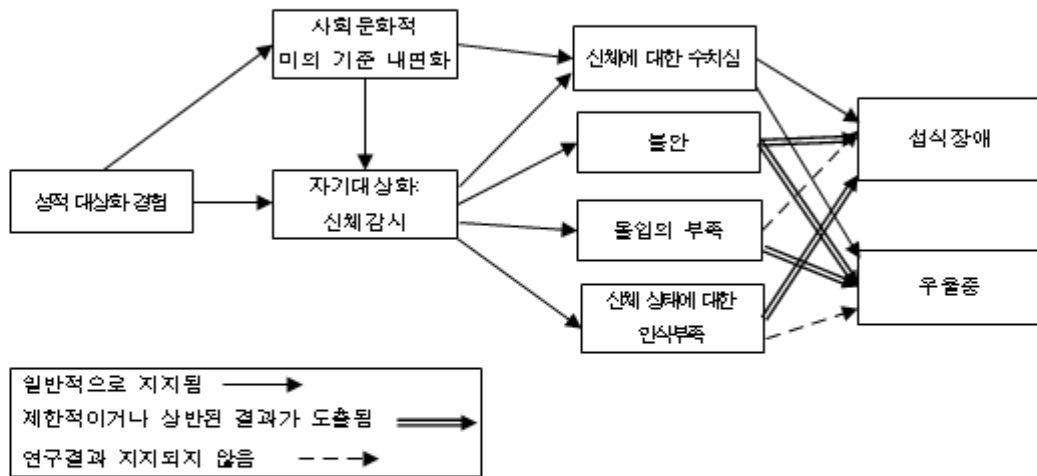 사회문화적
미의 기준 내면화
신체에 대한 수치심
불안
섭식장애
성적 대상화 경험
자기대상화:
신체감시
몰입의 부족
우울증
신체 상태에 대한
인식부족
일반적으로 지지됨
제한적이거나 상반된 결과가 도출됨
연구결과 지지되지 않음